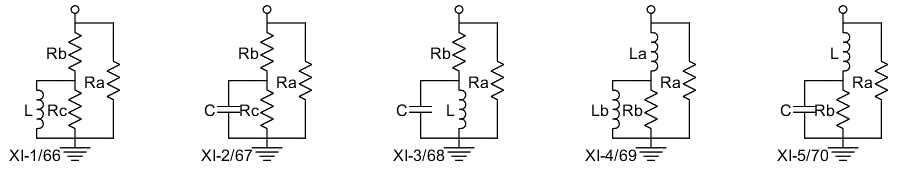 Rb Rb Rb La L
Ra Ra Ra Ra Ra
L Rc C Rc C L Lb Rb C Rb
XI-1/66 XI-2/67 XI-3/68 XI-4/69 XI-5/70